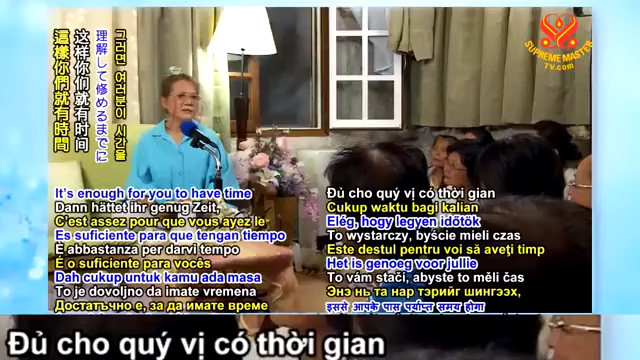 SUPREME MASTER
TV.com
그러면 여러분이 시간을
理解して修めるまでに
这样你们就有时间
這樣你們就有時間
It's enough for you to have time
Dann hättet ihr genug Zeit,
C'est assez pour que vous ayez le
Es suficiente para que tengan tiempo
È abbastanza per darvi tempo
É o suficiente para vocês
Dah cukup untuk kamu ada masa
To je dovoljno da imate vremena
Достатъчно е, за да имате време
Đủ cho quý vị có thời gian
Cukup waktu bagi kalian
Elég, hogy legyen időtök
To wystarczy, byście mieli czas
Este destul pentru voi să aveţi timp
Het is genoeg voor jullie
To vám stačí, abyste to měli čas
Энэ нь та нар тэрийг шингээх,
इससे आपके पास पर्याप्त समय होगा
Đủ cho quý vị có thời gian